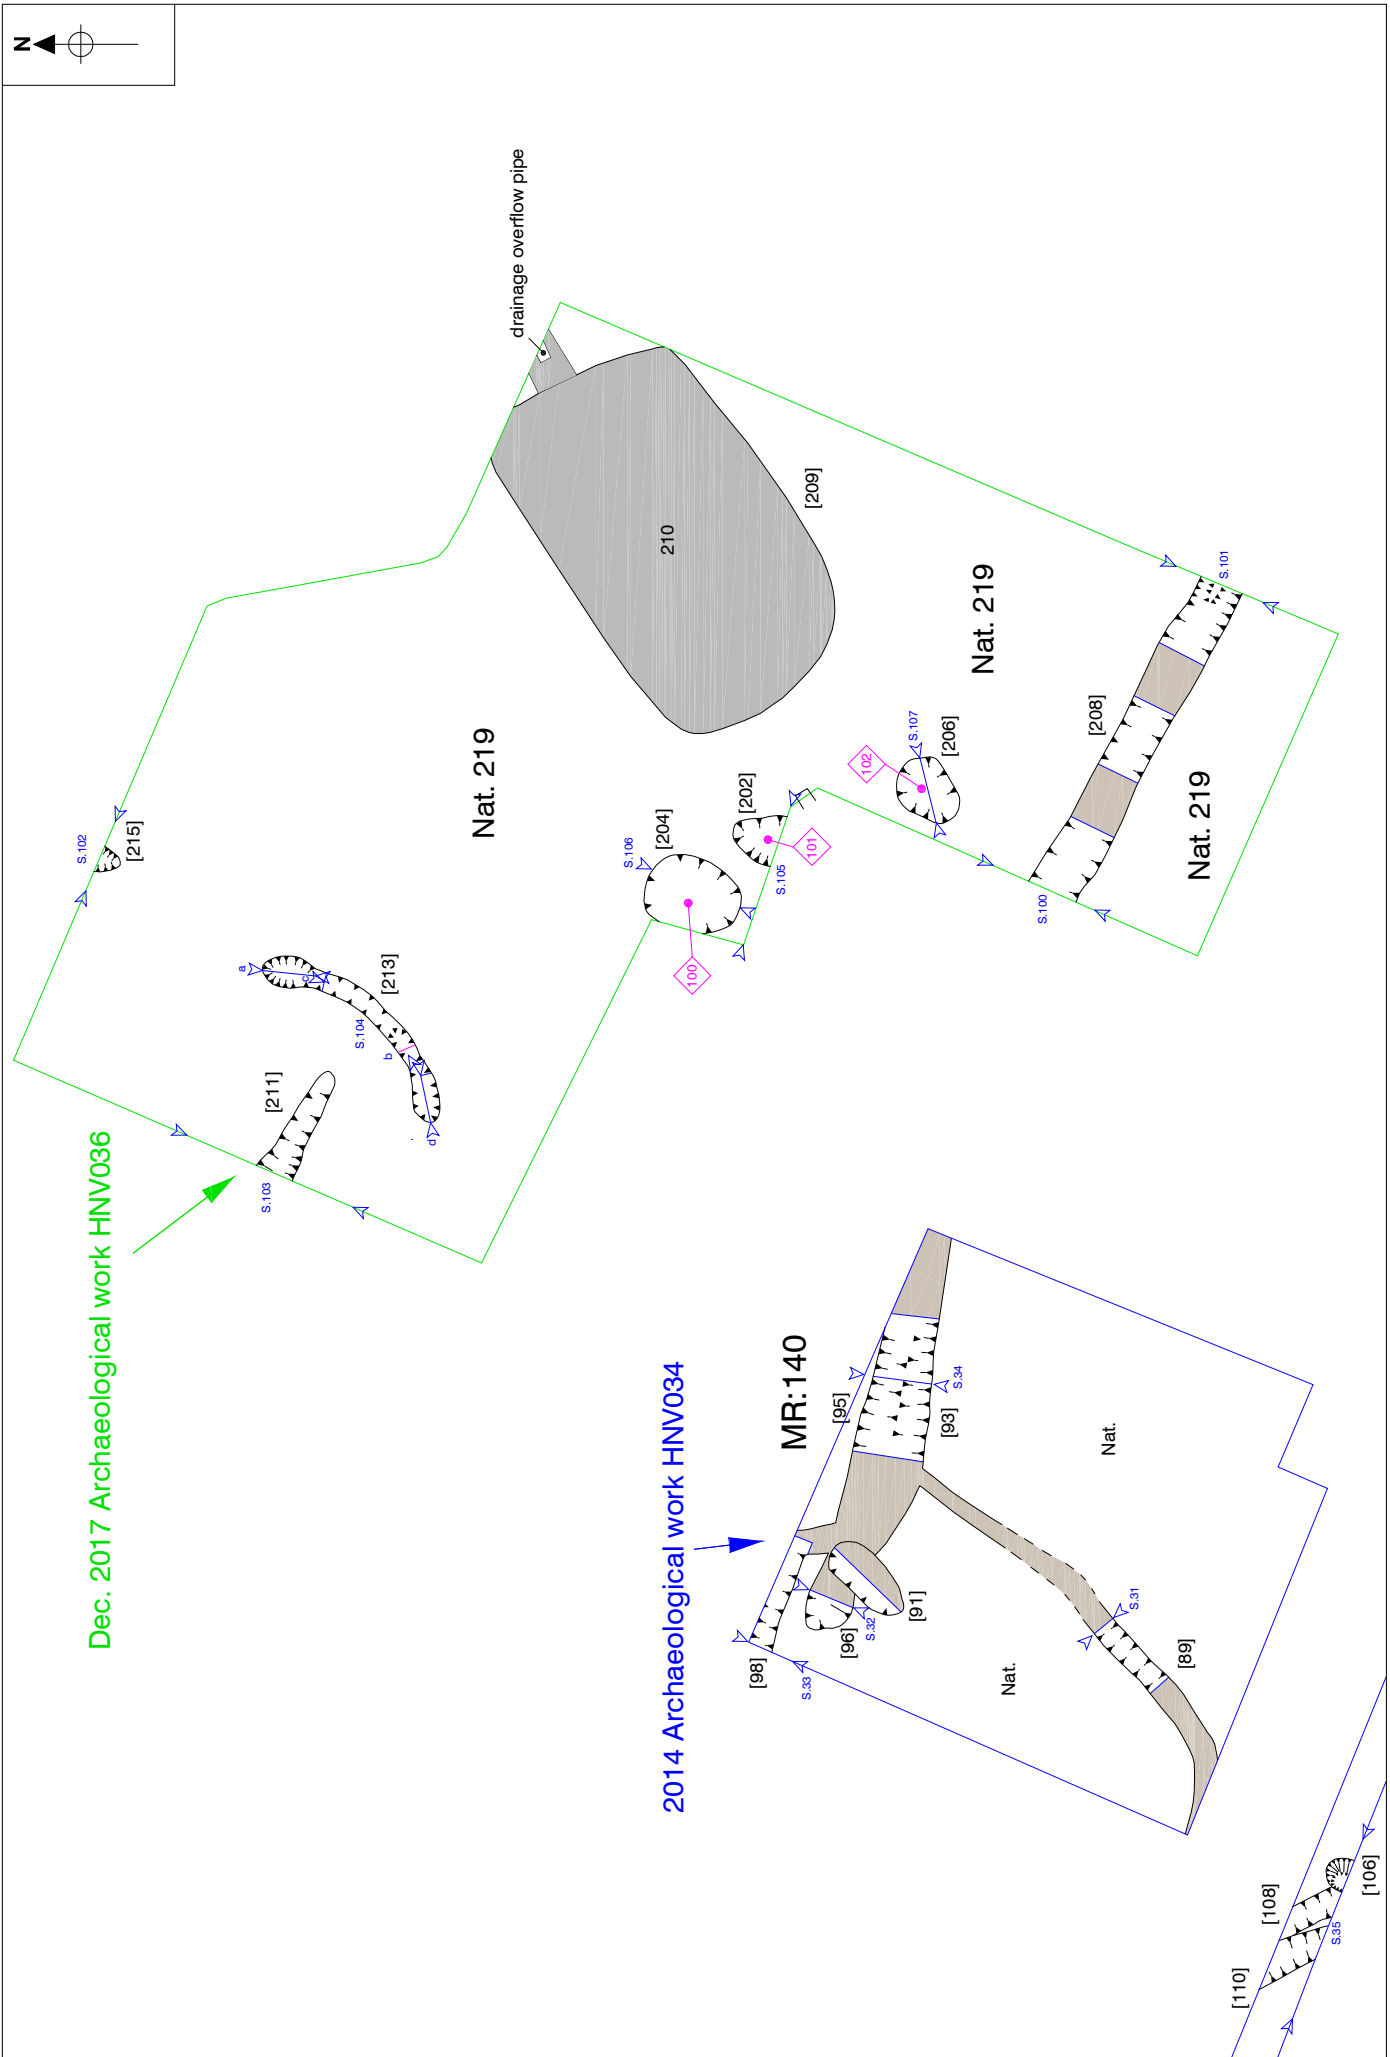 N
drainage overflow pipe
Dec. 2017 Archaeological work HNV036
2014 Archaeological work HNV034
S.102
[215]
Nat. 219
210
[209]
a
c
[213]
S.104
b
d
[211]
S.103
S.106
[204]
100
[202]
101
S.105
102
S.107
[206]
Nat. 219
[208]
S.100
S.101
Nat. 219
MR:140
[95]
[93]
S.34
[98]
S.33
[96]
S.32
[91]
Nat.
Nat.
S.31
[89]
[110]
[108]
S.35
[106]